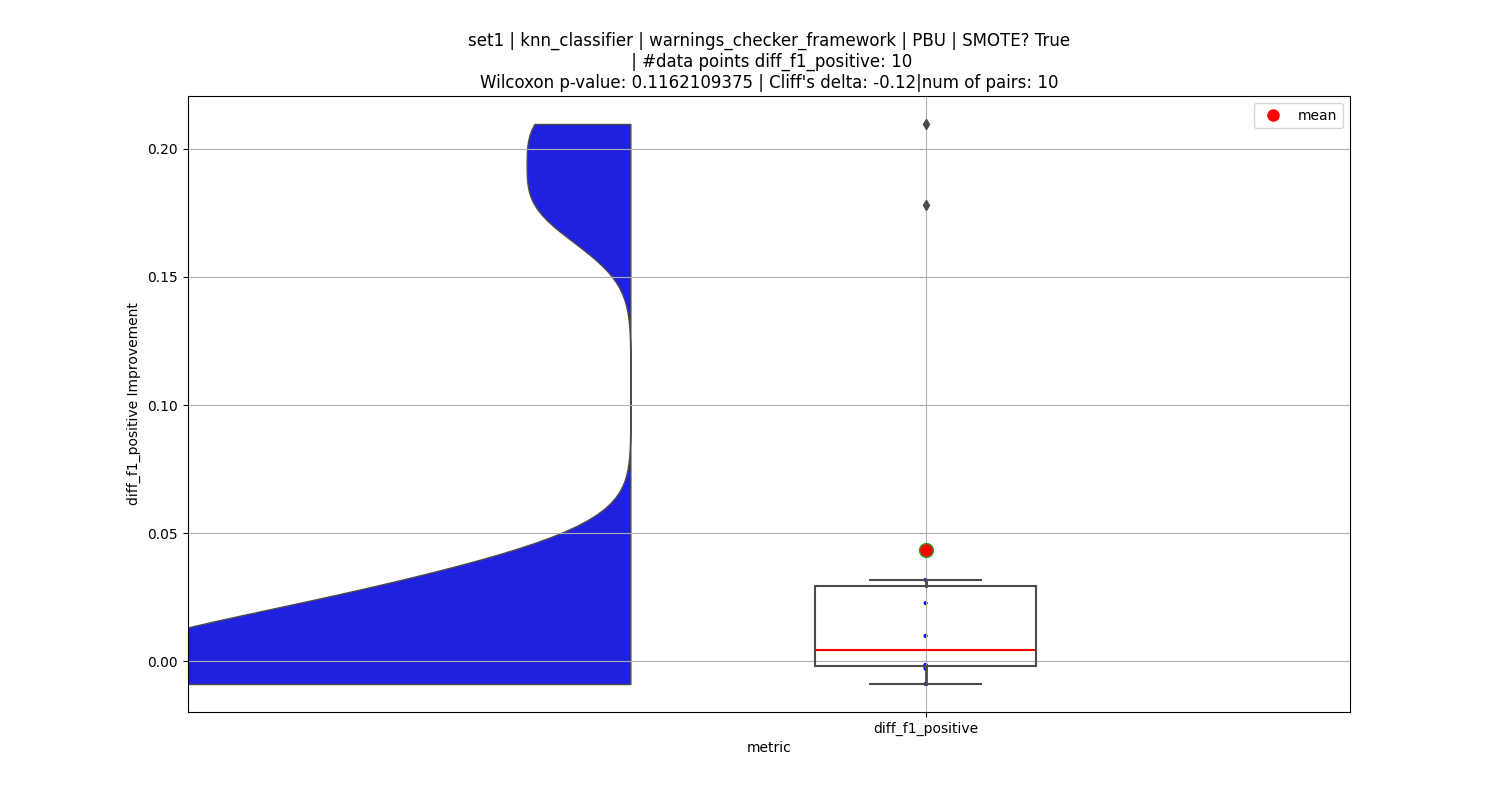 set1 | knn_classifier | warnings_checker_framework | PBU | SMOTE? True
| #data points diff_f1_positive: 10
Wilcoxon p-value: 0.1162109375 | Cliff's delta: -0.12|num of pairs: 10
mean
0.20
0.15
0.10
0.05
0.00
diff_f1_positive Improvement
diff_f1_positive
metric